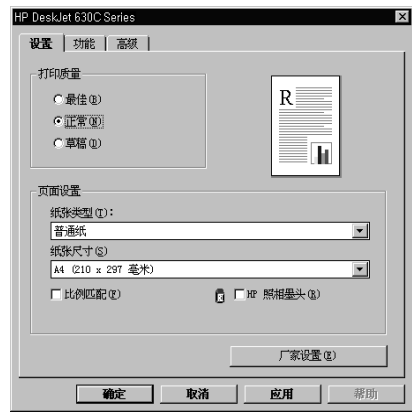 HP DeskJet 630C Series
设置 功能 高级
打印质量
最佳(B)
正常(N)
草稿(D)
R
页面设置
纸张类型(T):
普通纸
纸张尺寸(S)
A4 (210 x 297 毫米)
比例匹配(F) HP 照相墨头(R)
厂家设置(E)
确定 取消 应用 帮助